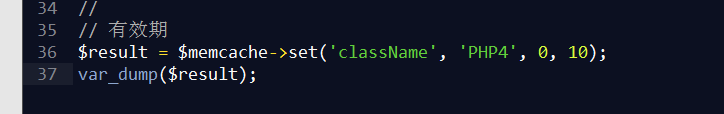 34 //
35 // 有效期
36 $result = $memcache->set('className', 'PHP4', 0, 10);
37 var_dump($result);